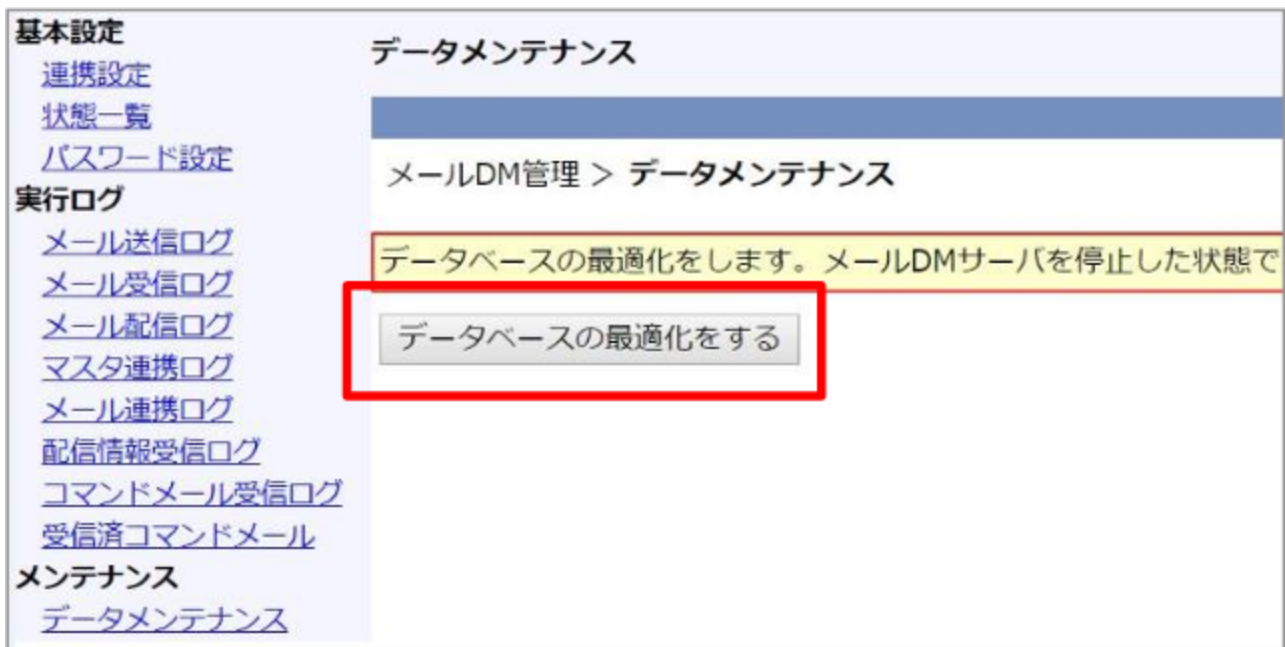 基本設定
連携設定
状態一覧
パスワード設定
実行ログ
メール送信ログ
メール受信ログ
メール配信ログ
マスタ連携ログ
メール連携ログ
配信情報受信ログ
コマンドメール受信ログ
受信済コマンドメール
メンテナンス
データメンテナンス
データメンテナンス
メールDM管理 > データメンテナンス
データベースの最適化をします。メールDMサーバを停止した状態で
データベースの最適化をする